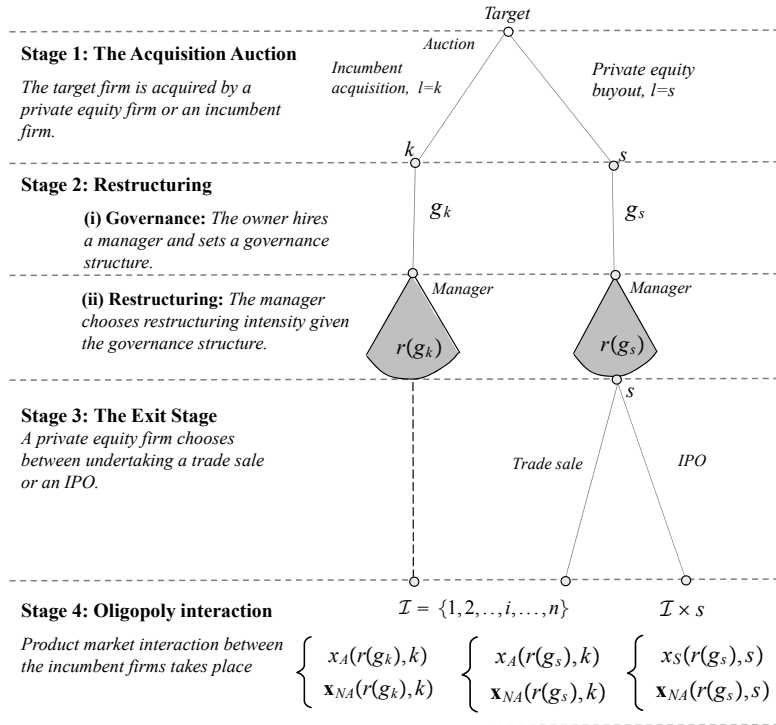 Target
Stage 1: The Acquisition Auction
Auction
The target firm is acquired by a
private equity firm or an incumbent
firm.
Incumbent
acquisition, l=k
Private equity
buyout, l=s
k
s
Stage 2: Restructuring
(i) Governance: The owner hires
a manager and sets a governance
structure.
g_k
g_s
(ii) Restructuring: The manager
chooses restructuring intensity given
the governance structure.
Manager
Manager
r(g_k)
r(g_s)
s
Stage 3: The Exit Stage
A private equity firm chooses
between undertaking a trade sale
or an IPO.
Trade sale
IPO
Stage 4: Oligopoly interaction
ℐ = {1,2,..,i,...,n}
ℐ × s
Product market interaction between
the incumbent firms takes place
x_A(r(g_k),k)
𝐱_NA(r(g_k),k)
x_A(r(g_s),k)
𝐱_NA(r(g_s),k)
x_S(r(g_s),s)
𝐱_NA(r(g_s),s)